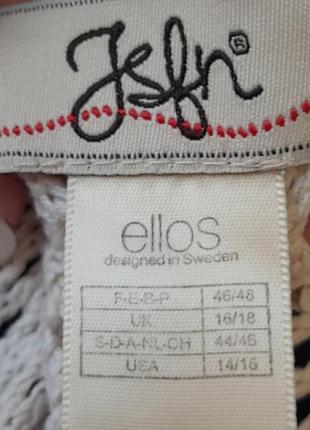 Jsfn®
ellos
designed in Sweden
F-E-B-P 46/48
UK 16/18
S-D-A-NL-CH 44/46
USA 14/16